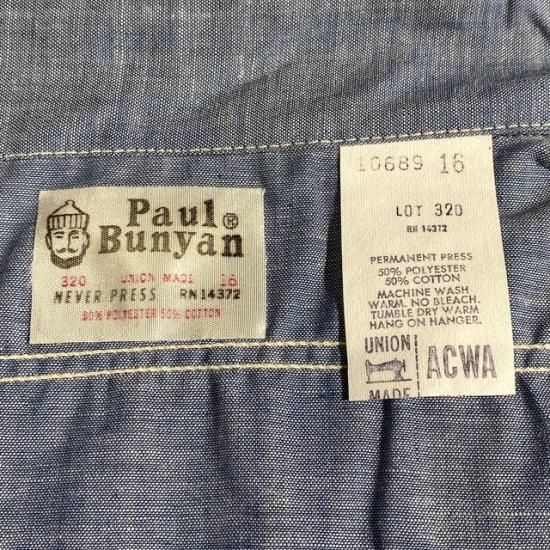 Paul ®
Bunyan
320 UNION MADE 16
NEVER PRESS RN14372
50% POLYESTER 50% COTTON
10689 16
LOT 320
RN 14372
PERMANENT PRESS
50% POLYESTER
50% COTTON
MACHINE WASH
WARM. NO BLEACH.
TUMBLE DRY WARM
HANG ON HANGER.
UNION
MADE
ACWA